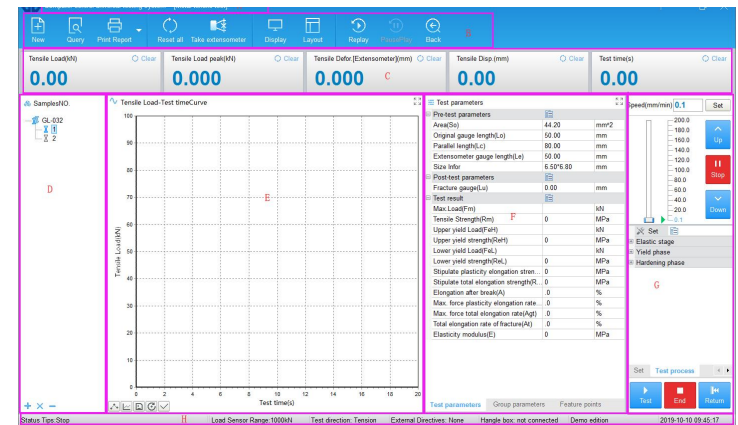 B
New Query Print Report Reset all Take extensometer Display Layout Replay Pause/Play Back
Tensile Load(kN) Clear Tensile Load peak(kN) Clear Tensile Defor.[Extensometer](mm) Clear Tensile Disp.(mm) Clear Test time(s) Clear
0.00 0.000 0.000 C 0.00 0.00
SamplesNO.
GL-032
1
2
D
Tensile Load-Test timeCurve
100
90
80
70
60
50
40
30
20
10
0
Tensile Load(kN)
E
0 2 4 6 8 10 12 14 16 18 20
Test time(s)
Test parameters
Pre-test parameters
Area(So) 44.20 mm^2
Original gauge length(Lo) 50.00 mm
Parallel length(Lc) 80.00 mm
Extensometer gauge length(Le) 50.00 mm
Size Infor 6.50*6.80 mm
Post-test parameters
Fracture gauge(Lu) 0.00 mm
Test result
Max.Load(Fm) kN
Tensile Strength(Rm) F 0 MPa
Upper yield Load(FeH) kN
Upper yield strength(ReH) 0 MPa
Lower yield Load(FeL) kN
Lower yield strength(ReL) 0 MPa
Stipulate plasticity elongation stren... 0 MPa
Stipulate total elongation strength(R... 0 MPa
Elongation after break(A) .0 %
Max. force plasticity elongation rate... .0 %
Max. force total elongation rate(Agt) .0 %
Total elongation rate of fracture(At) .0 %
Elasticity modulus(E) 0 MPa
Test parameters Group parameters Feature points
Speed(mm/min) 0.1 Set
200.0
180.0
160.0
140.0
120.0
100.0
80.0
60.0
40.0
20.0
0.1
Up
Stop
Down
Set
Elastic stage
Yield phase
Hardening phase
G
Set Test process
Test End Return
Status Tips:Stop H Load Sensor Range:1000kN Test direction: Tension External Directives: None Hangle box: not connected Demo edition 2019-10-10 09:45:17